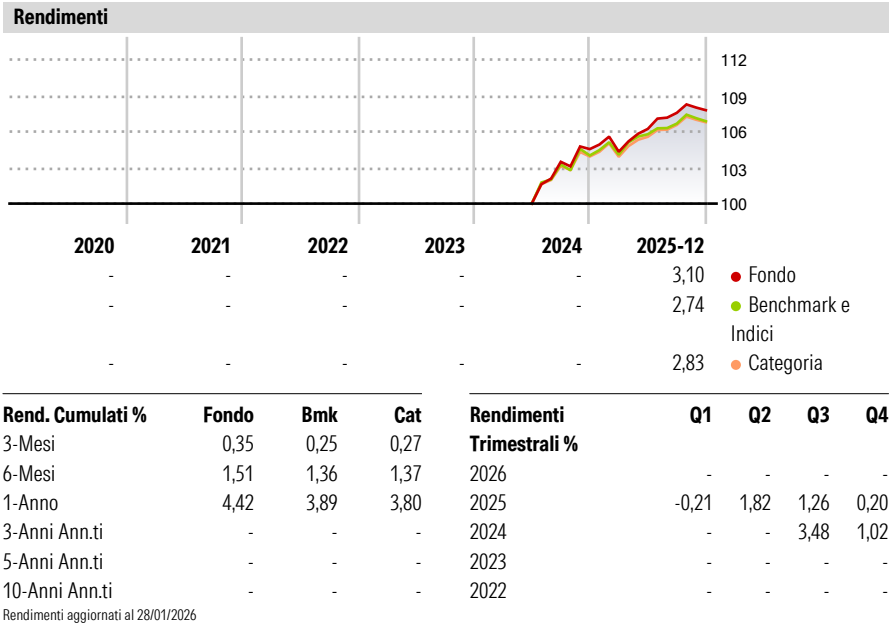 Rendimenti
112
109
106
103
100
2020 2021 2022 2023 2024 2025-12
- - - - - 3,10 Fondo
- - - - - 2,74 Benchmark e
Indici
- - - - - 2,83 Categoria
Rend. Cumulati % Fondo Bmk Cat
3-Mesi 0,35 0,25 0,27
6-Mesi 1,51 1,36 1,37
1-Anno 4,42 3,89 3,80
3-Anni Ann.ti - - -
5-Anni Ann.ti - - -
10-Anni Ann.ti - - -
Rendimenti Q1 Q2 Q3 Q4
Trimestrali %
2026 - - - -
2025 -0,21 1,82 1,26 0,20
2024 - - 3,48 1,02
2023 - - - -
2022 - - - -
Rendimenti aggiornati al 28/01/2026